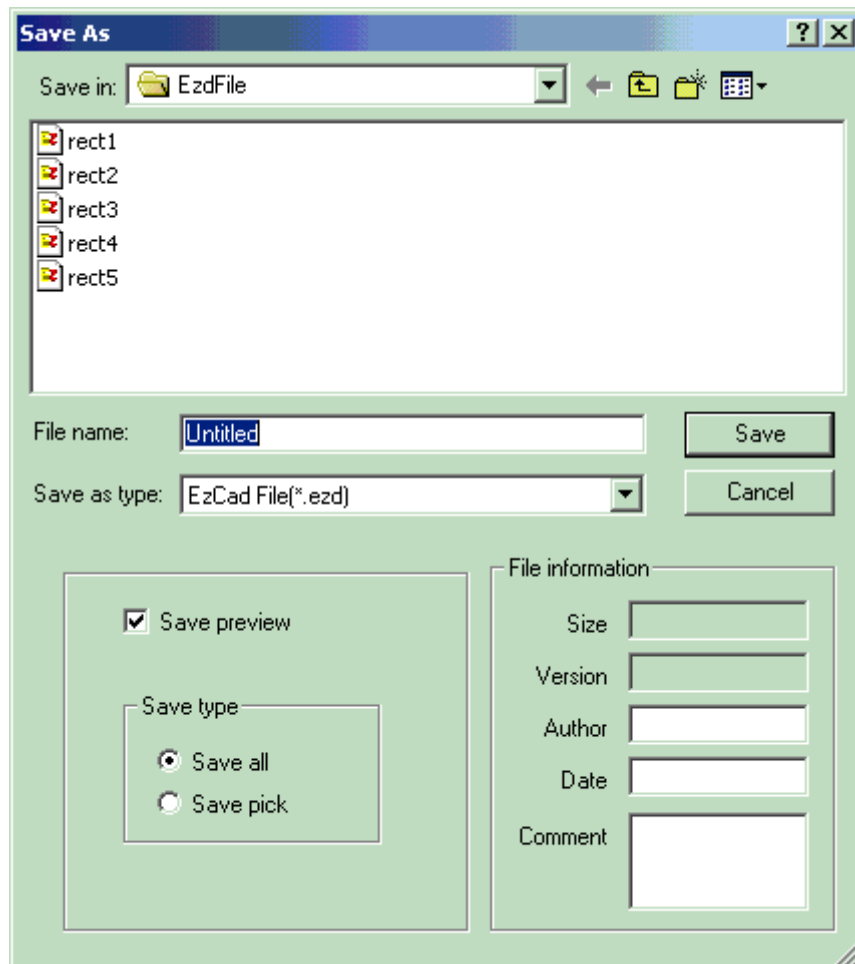 Save As
Save in: EzdFile
rect1
rect2
rect3
rect4
rect5
File name: Untitled Save
Save as type: EzCad File(*.ezd) Cancel
Save preview
Save type
Save all
Save pick
File information
Size
Version
Author
Date
Comment